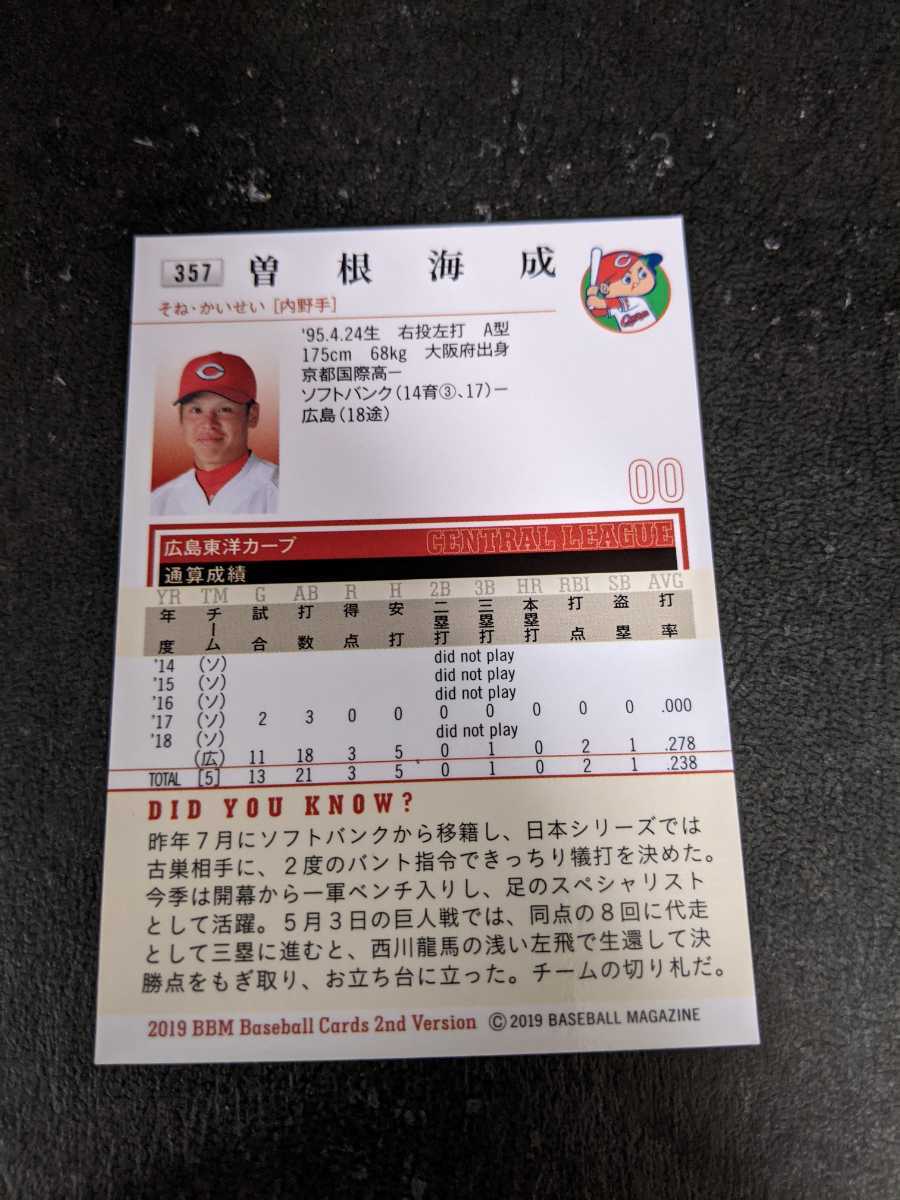 357 曽根海成
そね・かいせい [内野手]
'95.4.24生 右投左打 A型
175cm 68kg 大阪府出身
京都国際高ー
ソフトバンク(14育③、17)ー
広島(18途)
00
広島東洋カープ CENTRAL LEAGUE
通算成績
YR TM G AB R H 2B 3B HR RBI SB AVG
年度 チーム 試合 打数 得点 安打 二塁打 三塁打 本塁打 打点 盗塁 打率
'14 (ソ) did not play
'15 (ソ) did not play
'16 (ソ) did not play
'17 (ソ) 2 3 0 0 0 0 0 0 0 .000
'18 (ソ) did not play
(広) 11 18 3 5 0 1 0 2 1 .278
TOTAL [5] 13 21 3 5 0 1 0 2 1 .238
DID YOU KNOW?
昨年7月にソフトバンクから移籍し、日本シリーズでは
古巣相手に、2度のバント指令できっちり犠打を決めた。
今季は開幕から一軍ベンチ入りし、足のスペシャリスト
として活躍。5月3日の巨人戦では、同点の8回に代走
として三塁に進むと、西川龍馬の浅い左飛で生還して決
勝点をもぎ取り、お立ち台に立った。チームの切り札だ。
2019 BBM Baseball Cards 2nd Version © 2019 BASEBALL MAGAZINE